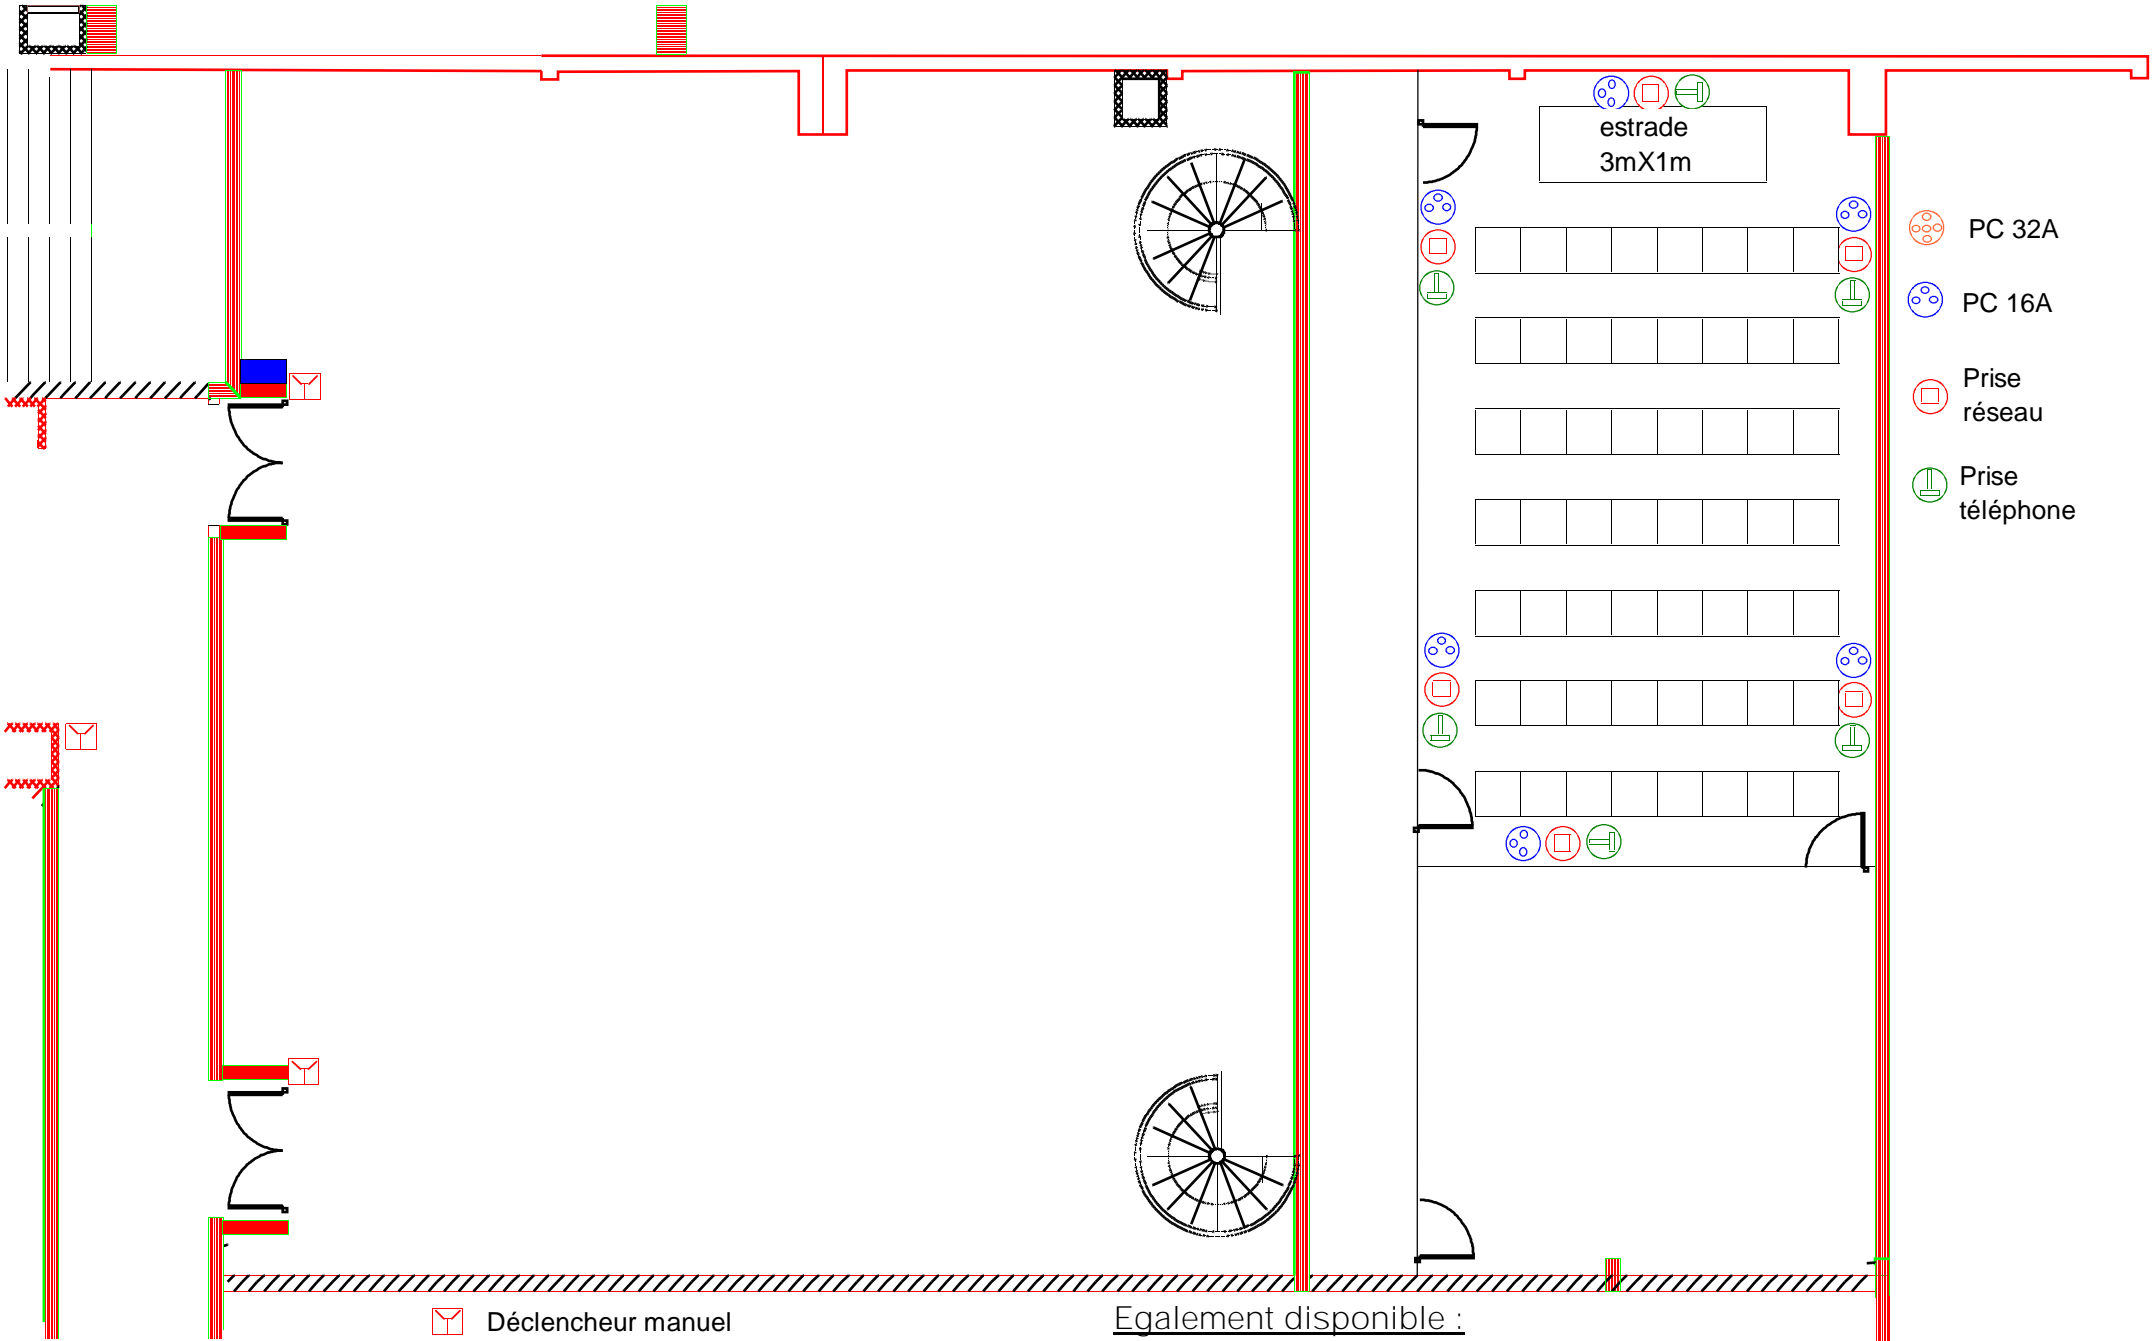 estrade
3mX1m
PC 32A
PC 16A
Prise
réseau
Prise
téléphone
Déclencheur manuel
Egalement disponible :